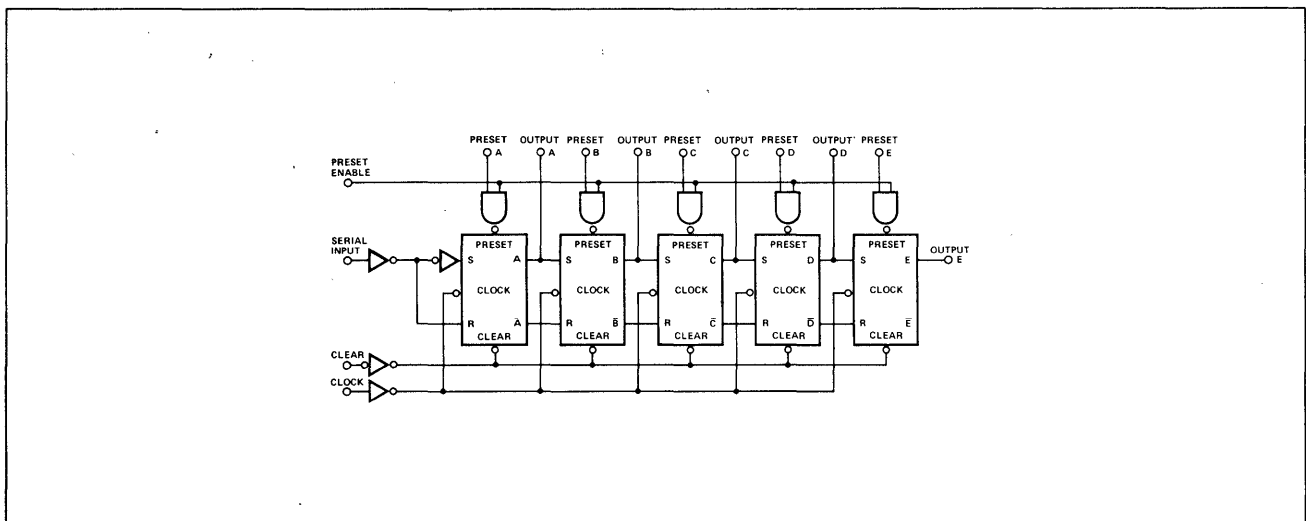 PRESET OUTPUT PRESET OUTPUT PRESET OUTPUT PRESET OUTPUT PRESET
A A B B C C D D E
PRESET
ENABLE
SERIAL
INPUT
PRESET PRESET PRESET PRESET PRESET
S A S B S C S D S E
OUTPUT
E
CLOCK CLOCK CLOCK CLOCK CLOCK
R A̅ R B̅ R C̅ R D̅ R E̅
CLEAR CLEAR CLEAR CLEAR CLEAR
CLEAR
CLOCK